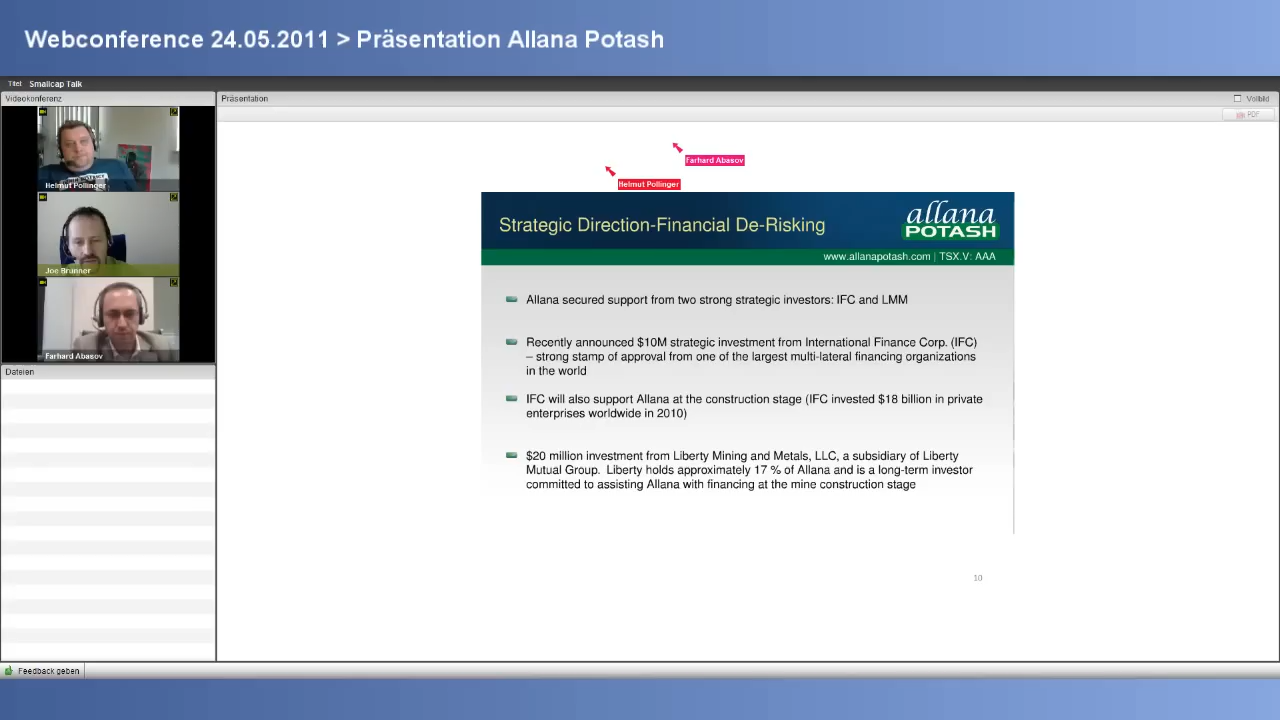 Webconference 24.05.2011 > Präsentation Allana Potash
Titel Smallcap Talk
Videokonferenz
Präsentation
Vollbild
PDF
Helmut Pollinger
Joe Brunner
Farhard Abasov
Dateien
Farhard Abasov
Helmut Pollinger
Strategic Direction-Financial De-Risking
allana
POTASH
www.allanapotash.com | TSX.V: AAA
Allana secured support from two strong strategic investors: IFC and LMM
Recently announced $10M strategic investment from International Finance Corp. (IFC)
– strong stamp of approval from one of the largest multi-lateral financing organizations
in the world
IFC will also support Allana at the construction stage (IFC invested $18 billion in private
enterprises worldwide in 2010)
$20 million investment from Liberty Mining and Metals, LLC, a subsidiary of Liberty
Mutual Group. Liberty holds approximately 17 % of Allana and is a long-term investor
committed to assisting Allana with financing at the mine construction stage
10
Feedback geben